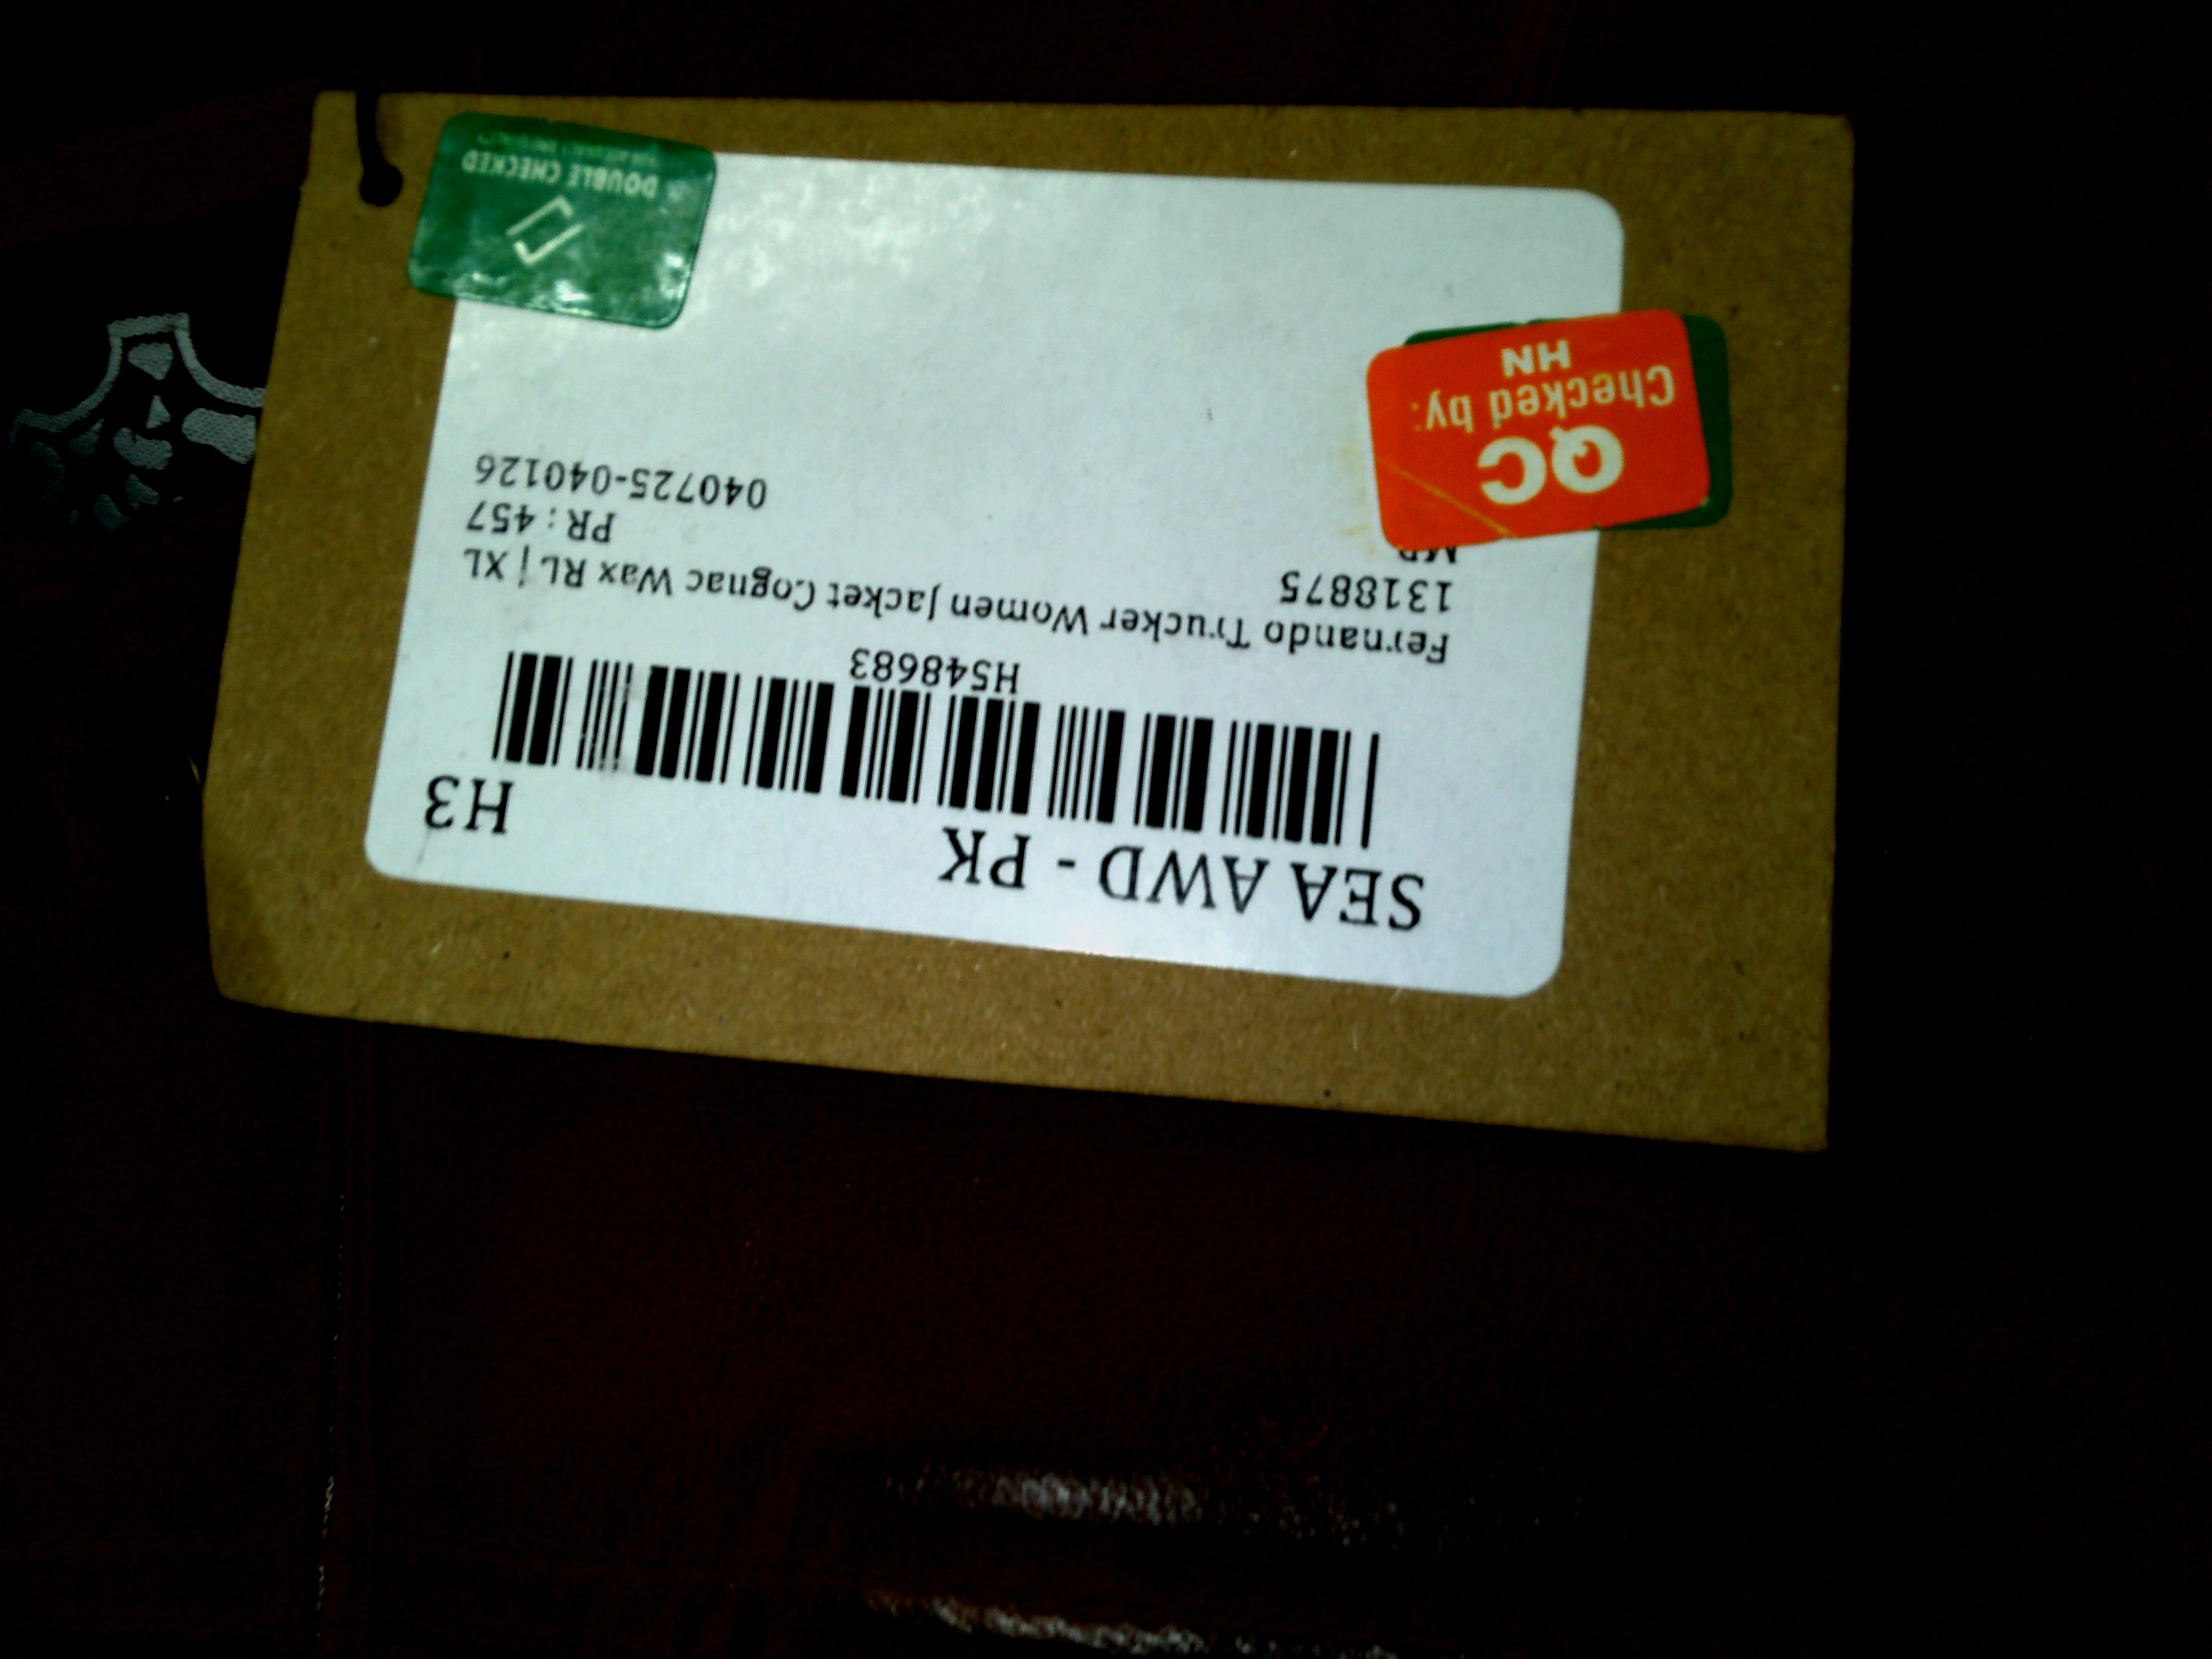 SEA AWD - PK
H3
H548683
Fernando Trucker Women Jacket Cognac Wax RL | XL
1318875
PR : 457
040725-040126
QC
Checked by:
HN
DOUBLE CHECKED